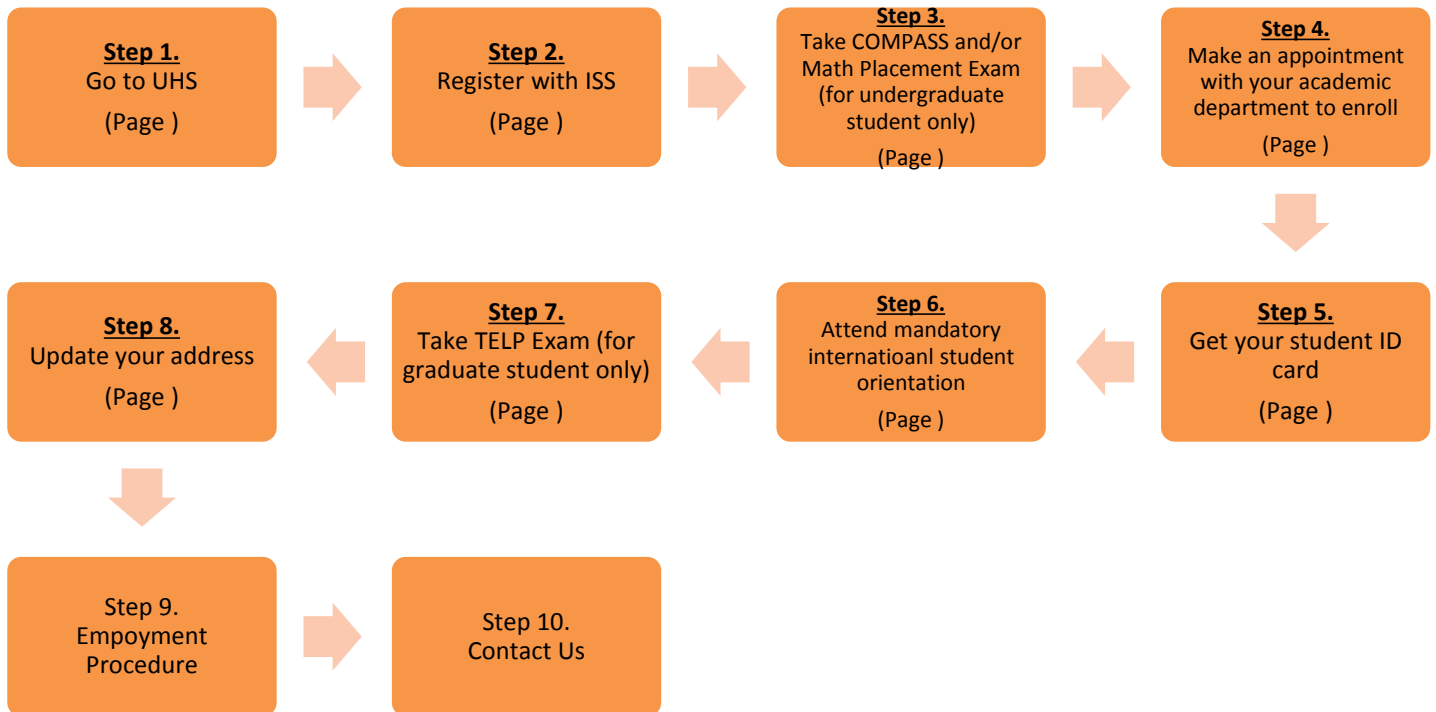 Step 1.
Go to UHS
(Page )
Step 2.
Register with ISS
(Page )
Step 3.
Take COMPASS and/or
Math Placement Exam
(for undergraduate
student only)
(Page )
Step 4.
Make an appointment
with your academic
department to enroll
(Page )
Step 5.
Get your student ID
card
(Page )
Step 6.
Attend mandatory
internatioanl student
orientation
(Page )
Step 7.
Take TELP Exam (for
graduate student only)
(Page )
Step 8.
Update your address
(Page )
Step 9.
Empoyment
Procedure
Step 10.
Contact Us